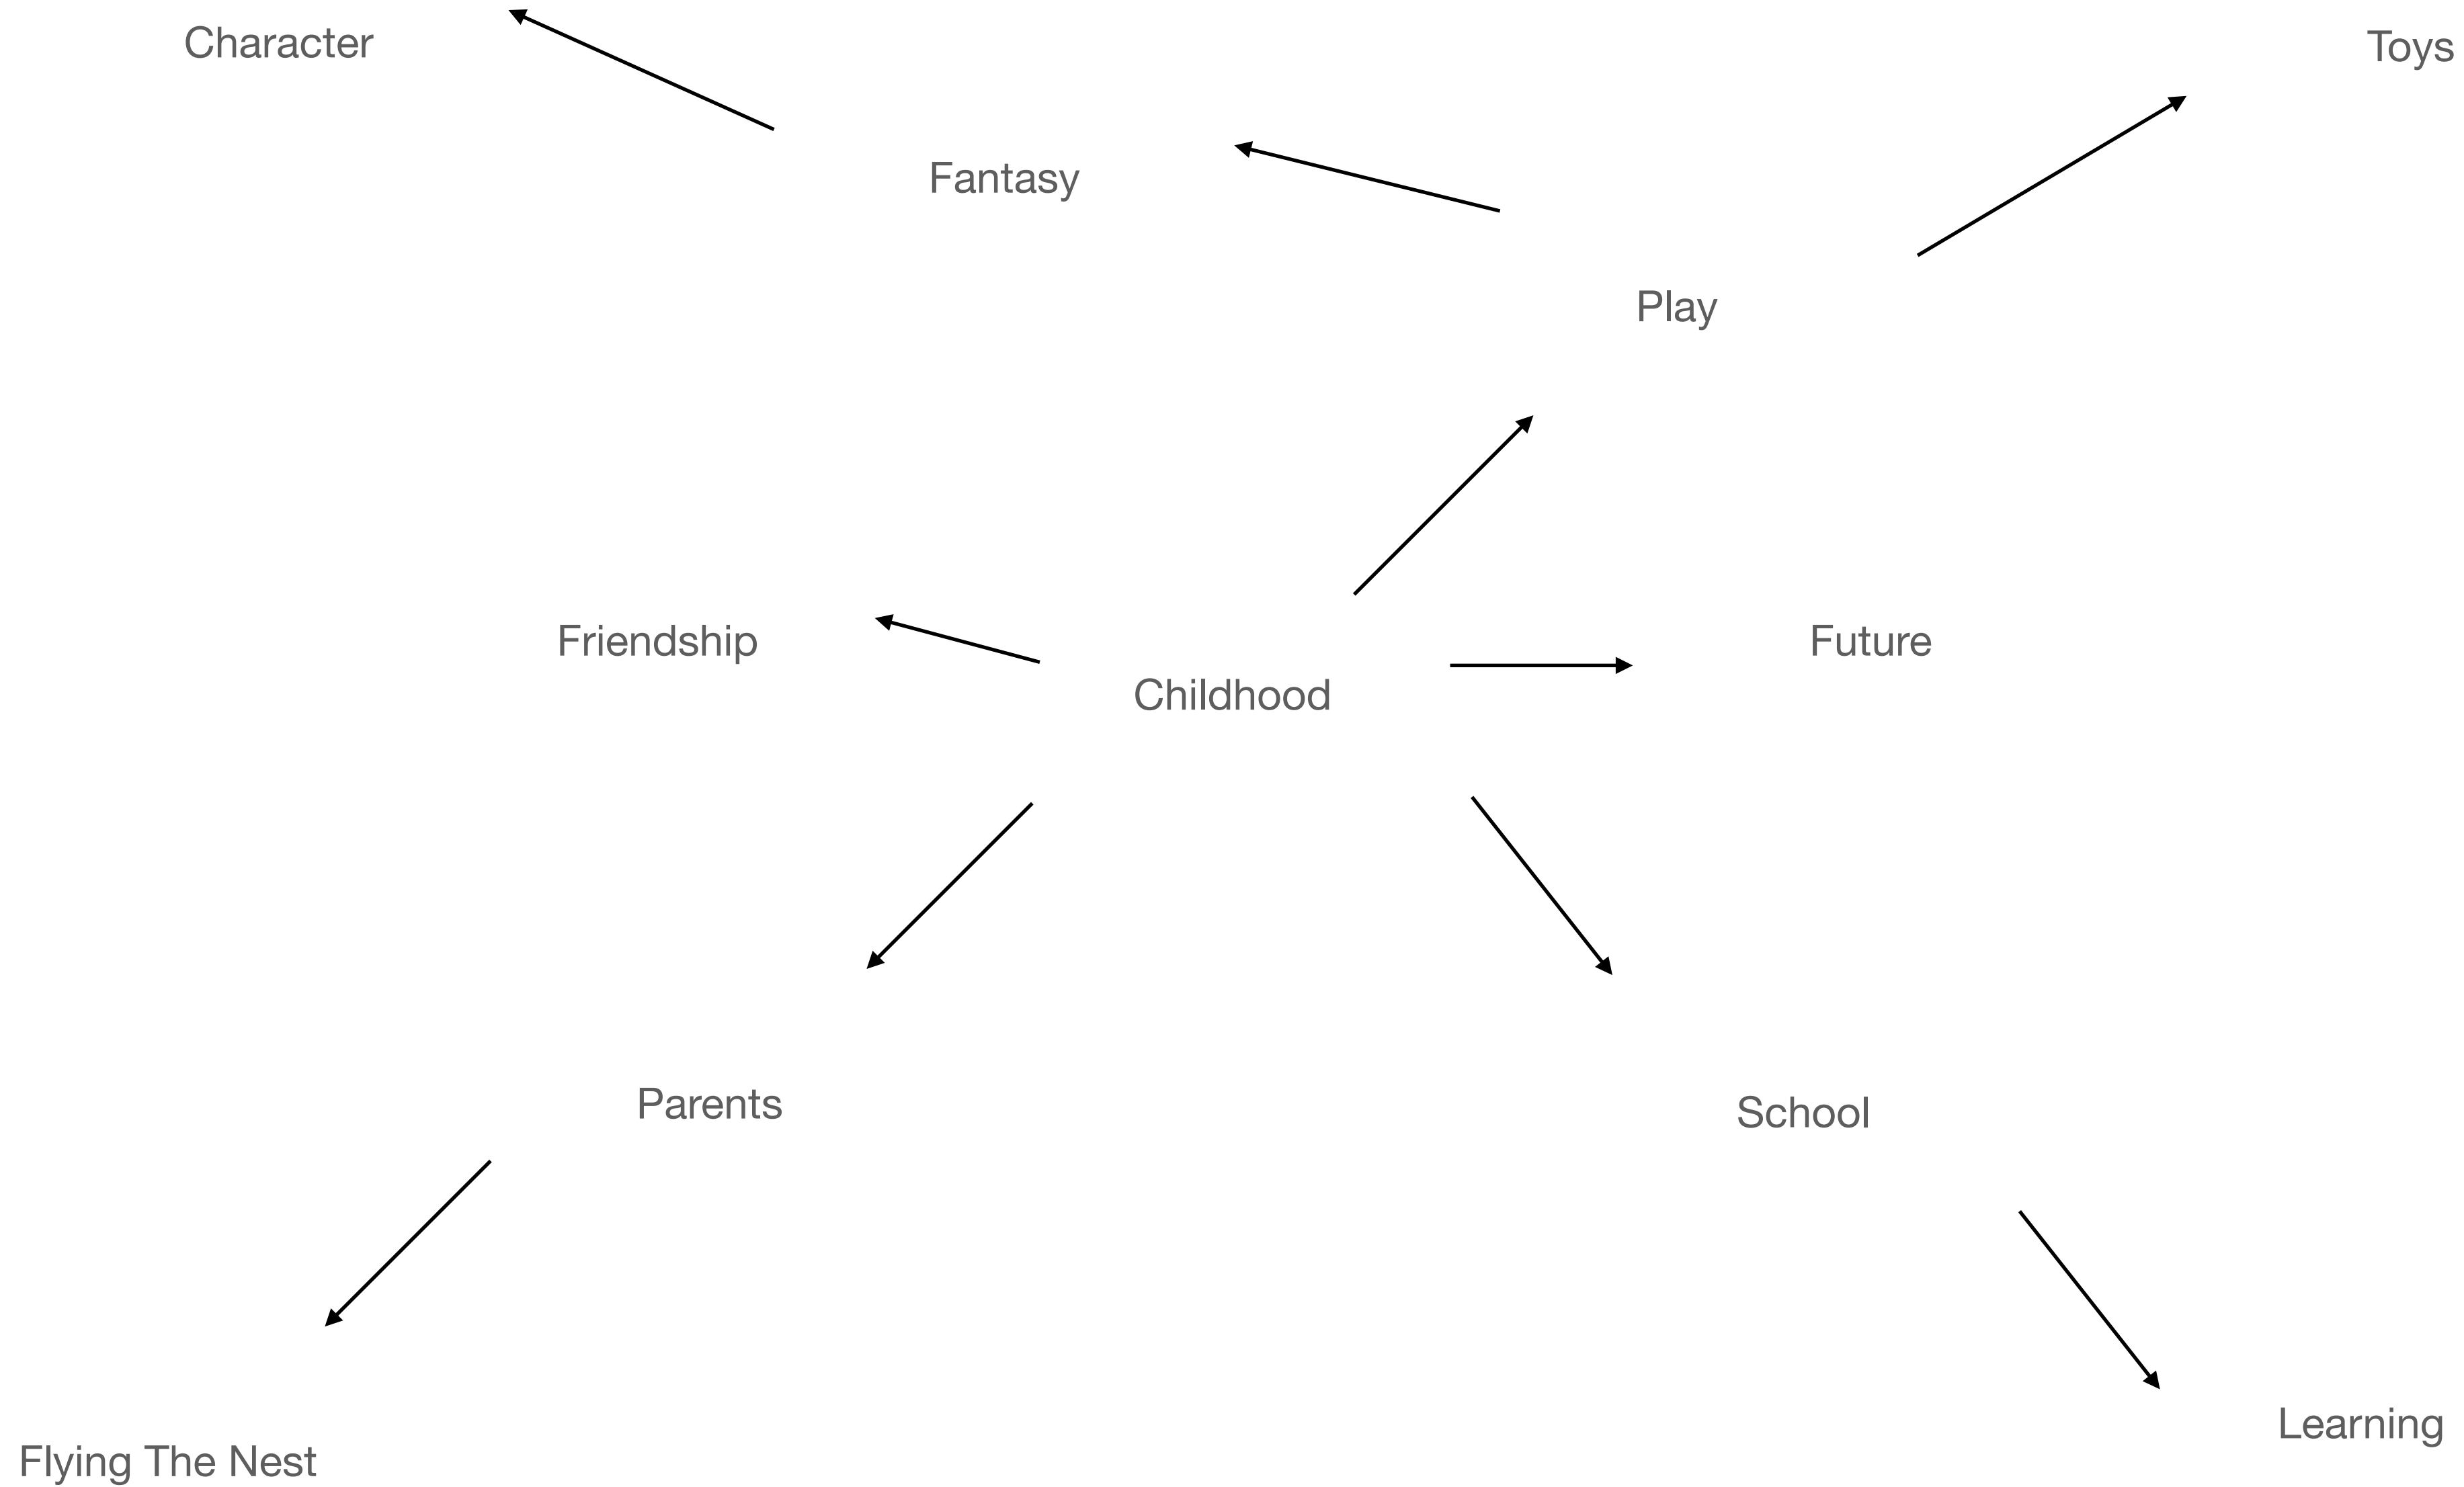 Character
Toys
Fantasy
Play
Friendship
Future
Childhood
Parents
School
Learning
Flying The Nest